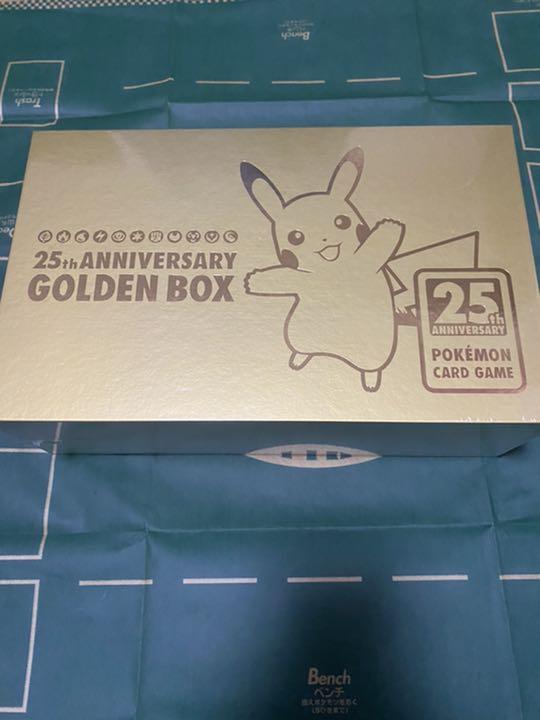 Bench
Trash
25th ANNIVERSARY
GOLDEN BOX
25th
ANNIVERSARY
POKÉMON
CARD GAME
Bench
ベンチ